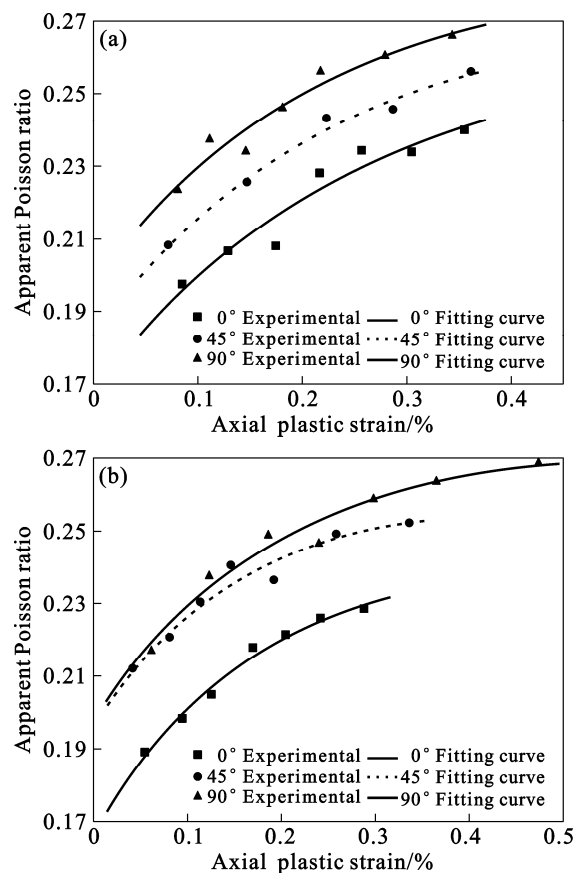 (a)
0.27
0.25
0.23
0.21
0.19
0.17
Apparent Poisson ratio
0° Experimental 0° Fitting curve
45° Experimental 45° Fitting curve
90° Experimental 90° Fitting curve
0 0.1 0.2 0.3 0.4
Axial plastic strain/%
(b)
0.27
0.25
0.23
0.21
0.19
0.17
Apparent Poisson ratio
0° Experimental 0° Fitting curve
45° Experimental 45° Fitting curve
90° Experimental 90° Fitting curve
0 0.1 0.2 0.3 0.4 0.5
Axial plastic strain/%